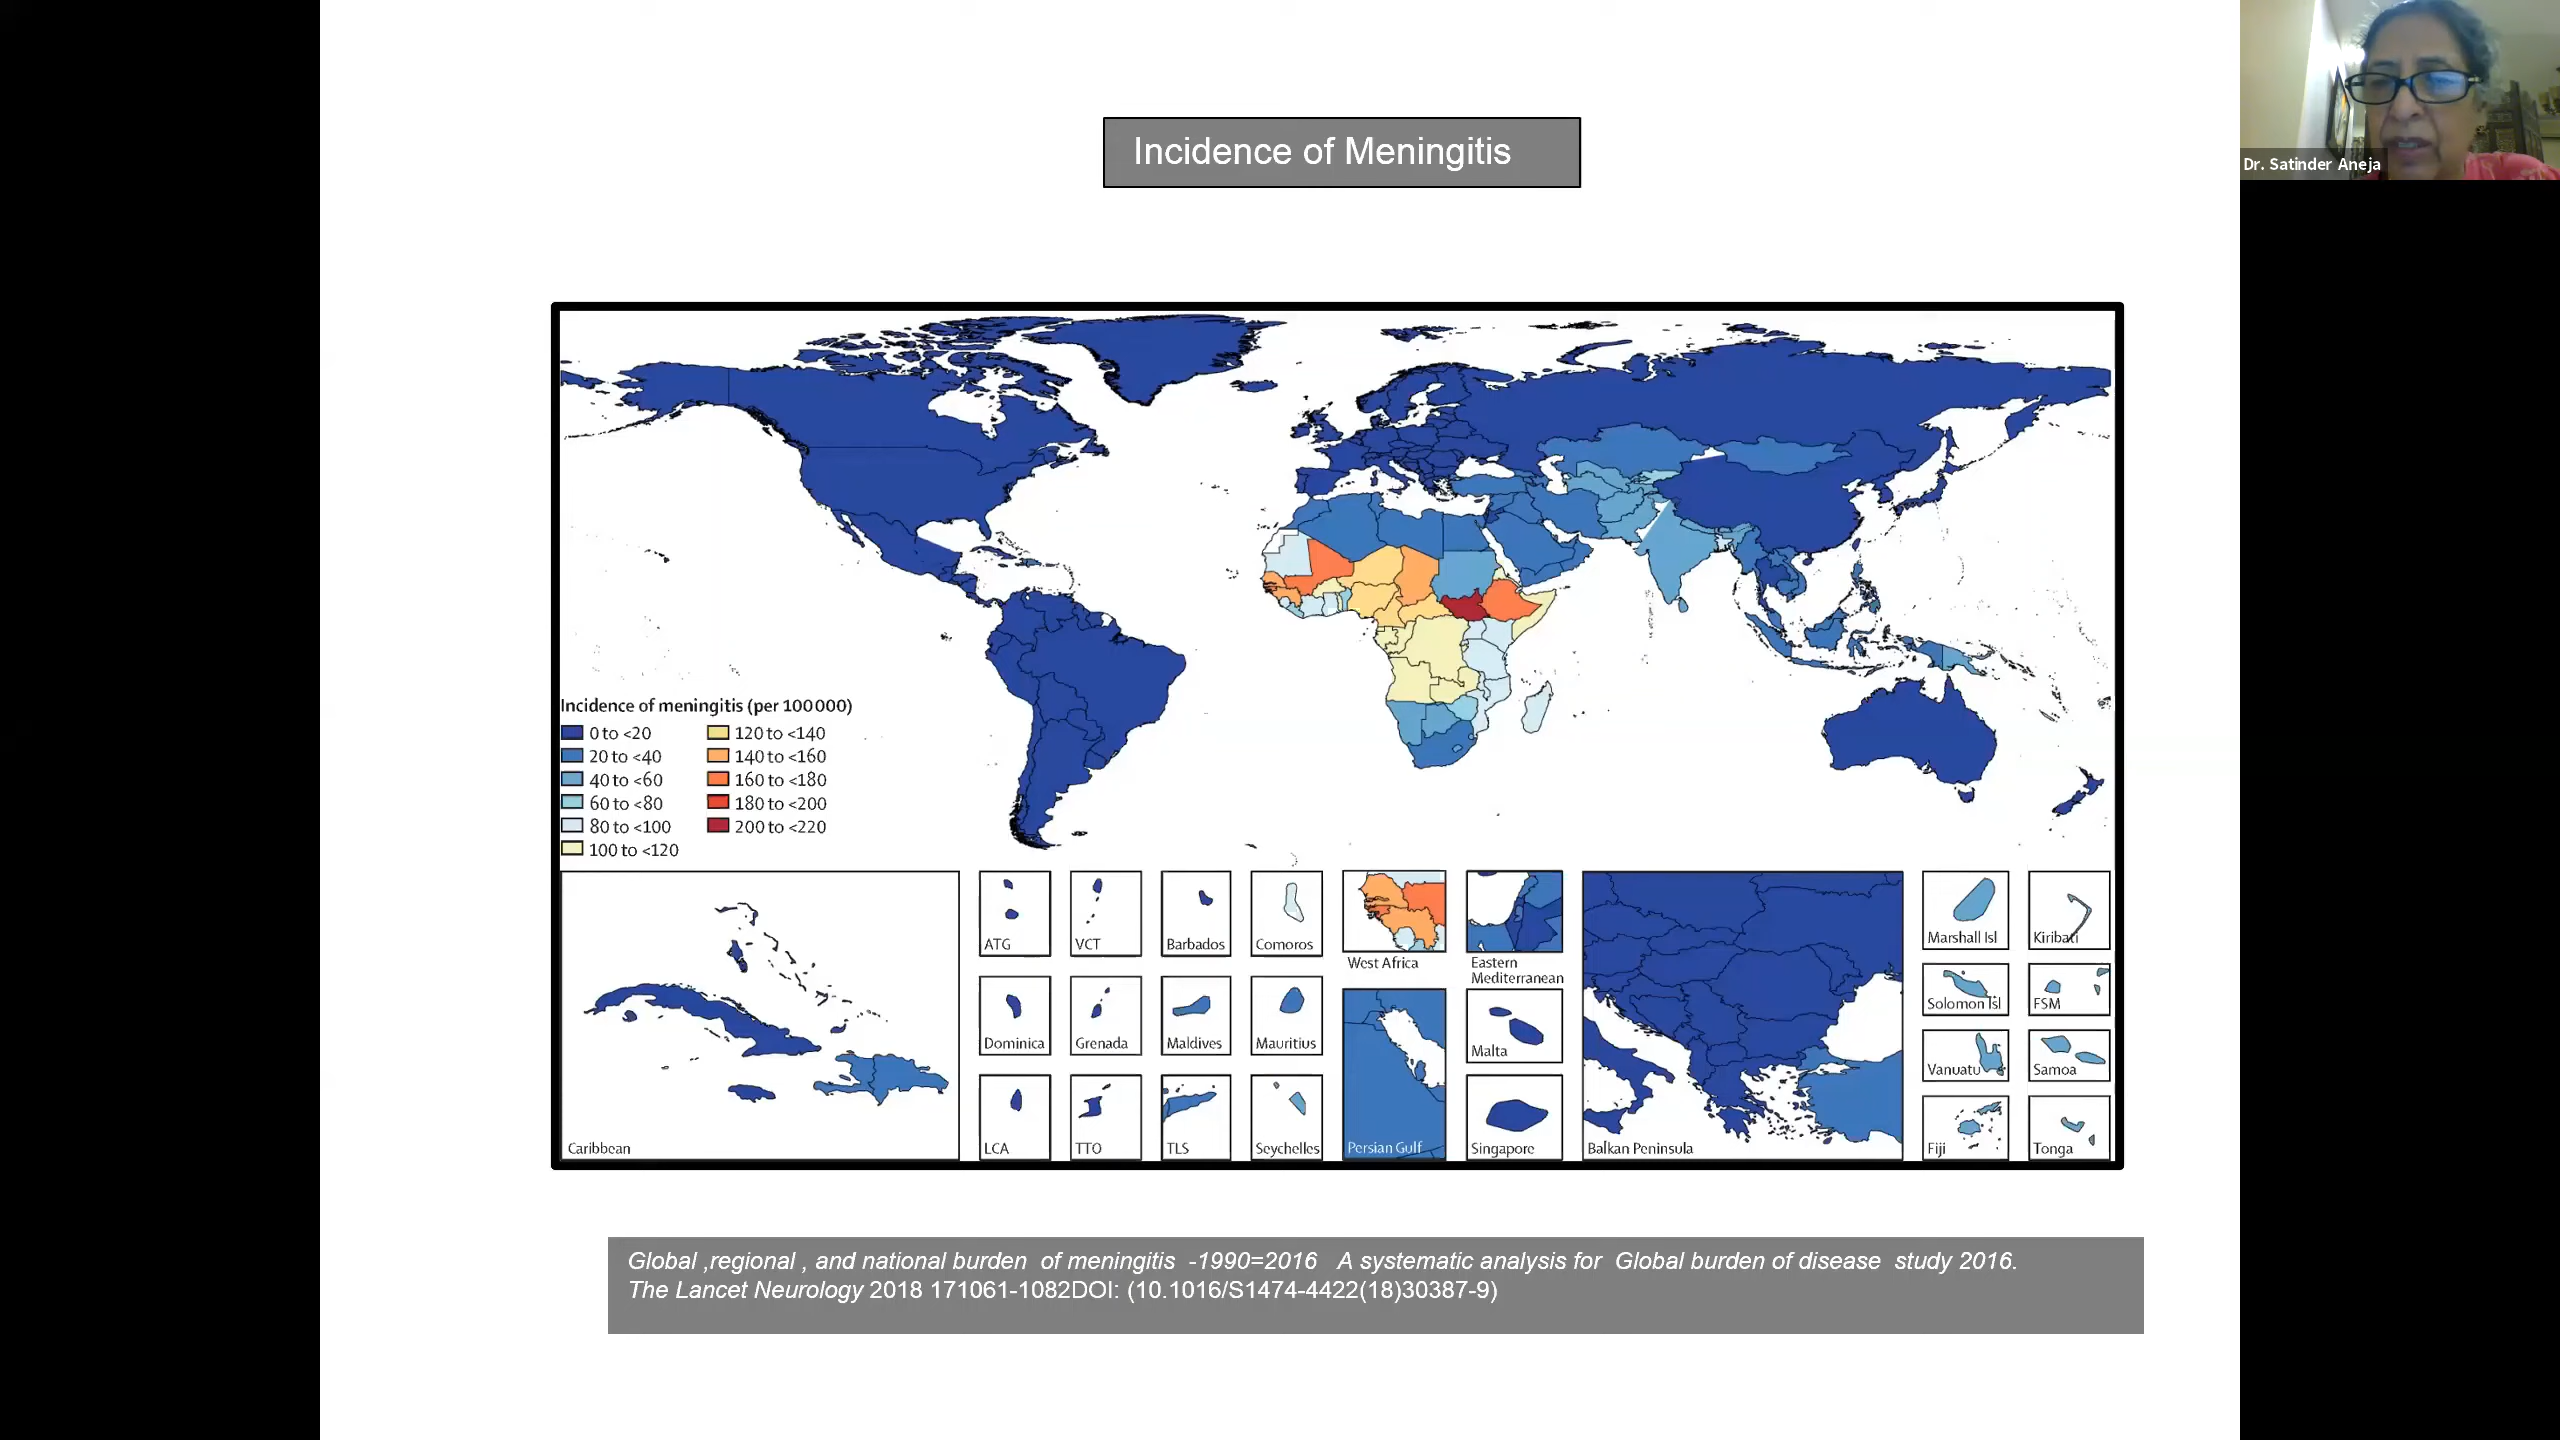 Incidence of Meningitis
Dr. Satinder Aneja
Incidence of meningitis (per 100 000)
0 to <20
20 to <40
40 to <60
60 to <80
80 to <100
100 to <120
120 to <140
140 to <160
160 to <180
180 to <200
200 to <220
Caribbean
ATG
VCT
Barbados
Comoros
West Africa
Eastern
Mediterranean
Dominica
Grenada
Maldives
Mauritius
Malta
LCA
TTO
TLS
Seychelles
Persian Gulf
Singapore
Balkan Peninsula
Marshall Isl
Kiribati
Solomon Isl
FSM
Vanuatu
Samoa
Fiji
Tonga
Global ,regional , and national burden of meningitis -1990=2016 A systematic analysis for Global burden of disease study 2016.
The Lancet Neurology 2018 171061-1082DOI: (10.1016/S1474-4422(18)30387-9)